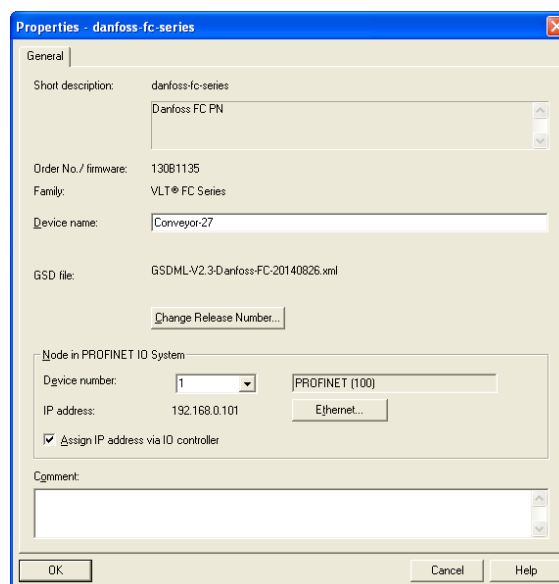 Properties - danfoss-fc-series
General
Short description: danfoss-fc-series
Danfoss FC PN
Order No./ firmware: 130B1135
Family: VLT® FC Series
Device name: Conveyor-27
GSD file: GSDML-V2.3-Danfoss-FC-20140826.xml
Change Release Number...
Node in PROFINET IO System
Device number: 1 PROFINET (100)
IP address: 192.168.0.101 Ethernet...
Assign IP address via IO controller
Comment:
OK Cancel Help